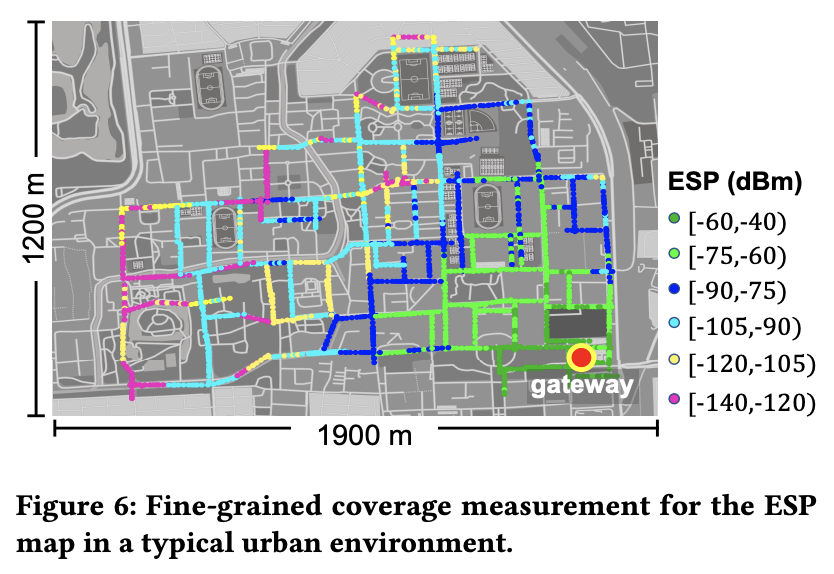 1200 m
ESP (dBm)
[-60,-40)
[-75,-60)
[-90,-75)
[-105,-90)
[-120,-105)
[-140,-120)
gateway
1900 m
Figure 6: Fine-grained coverage measurement for the ESP
map in a typical urban environment.